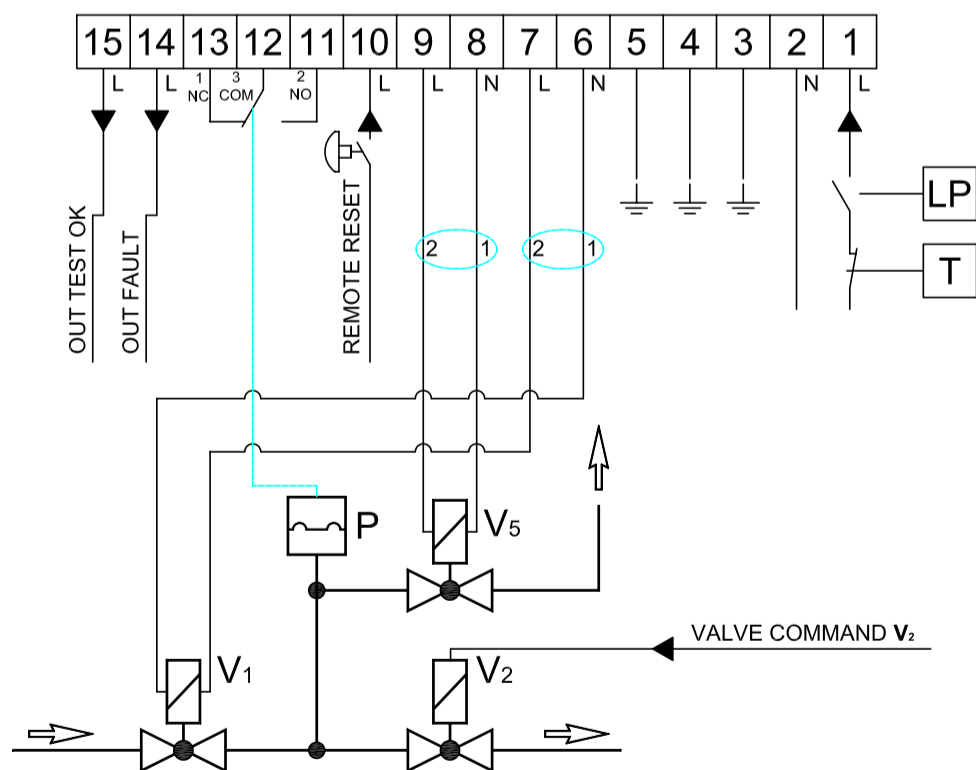 15 14 13 12 11 10 9 8 7 6 5 4 3 2 1
L L 1 NC 3 COM 2 NO L L N L N N L
LP
T
2 1 2 1
OUT TEST OK
OUT FAULT
REMOTE RESET
P
V5
VALVE COMMAND V2
V1
V2